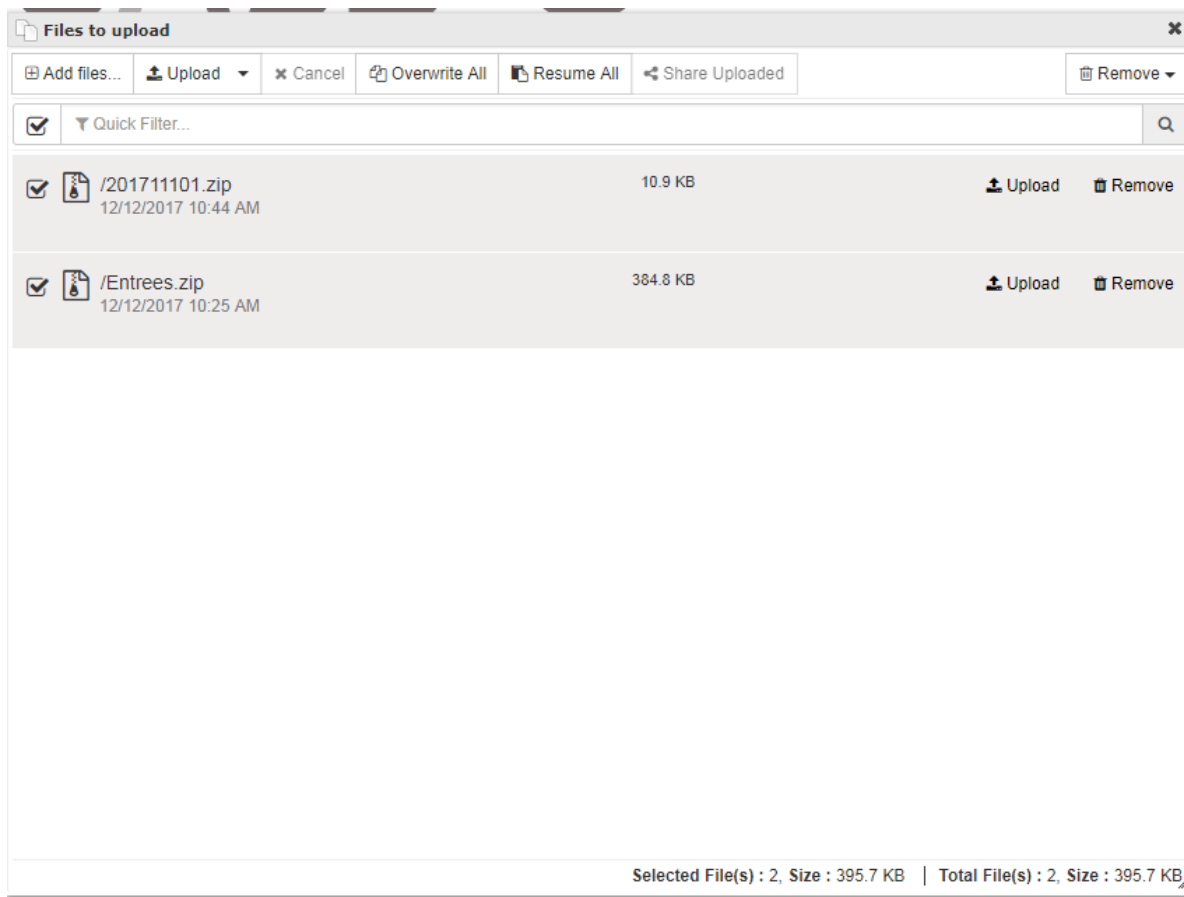 Files to upload
Add files... Upload Cancel Overwrite All Resume All Share Uploaded Remove
Quick Filter...
/201711101.zip 10.9 KB Upload Remove
12/12/2017 10:44 AM
/Entrees.zip 384.8 KB Upload Remove
12/12/2017 10:25 AM
Selected File(s) : 2, Size : 395.7 KB | Total File(s) : 2, Size : 395.7 KB